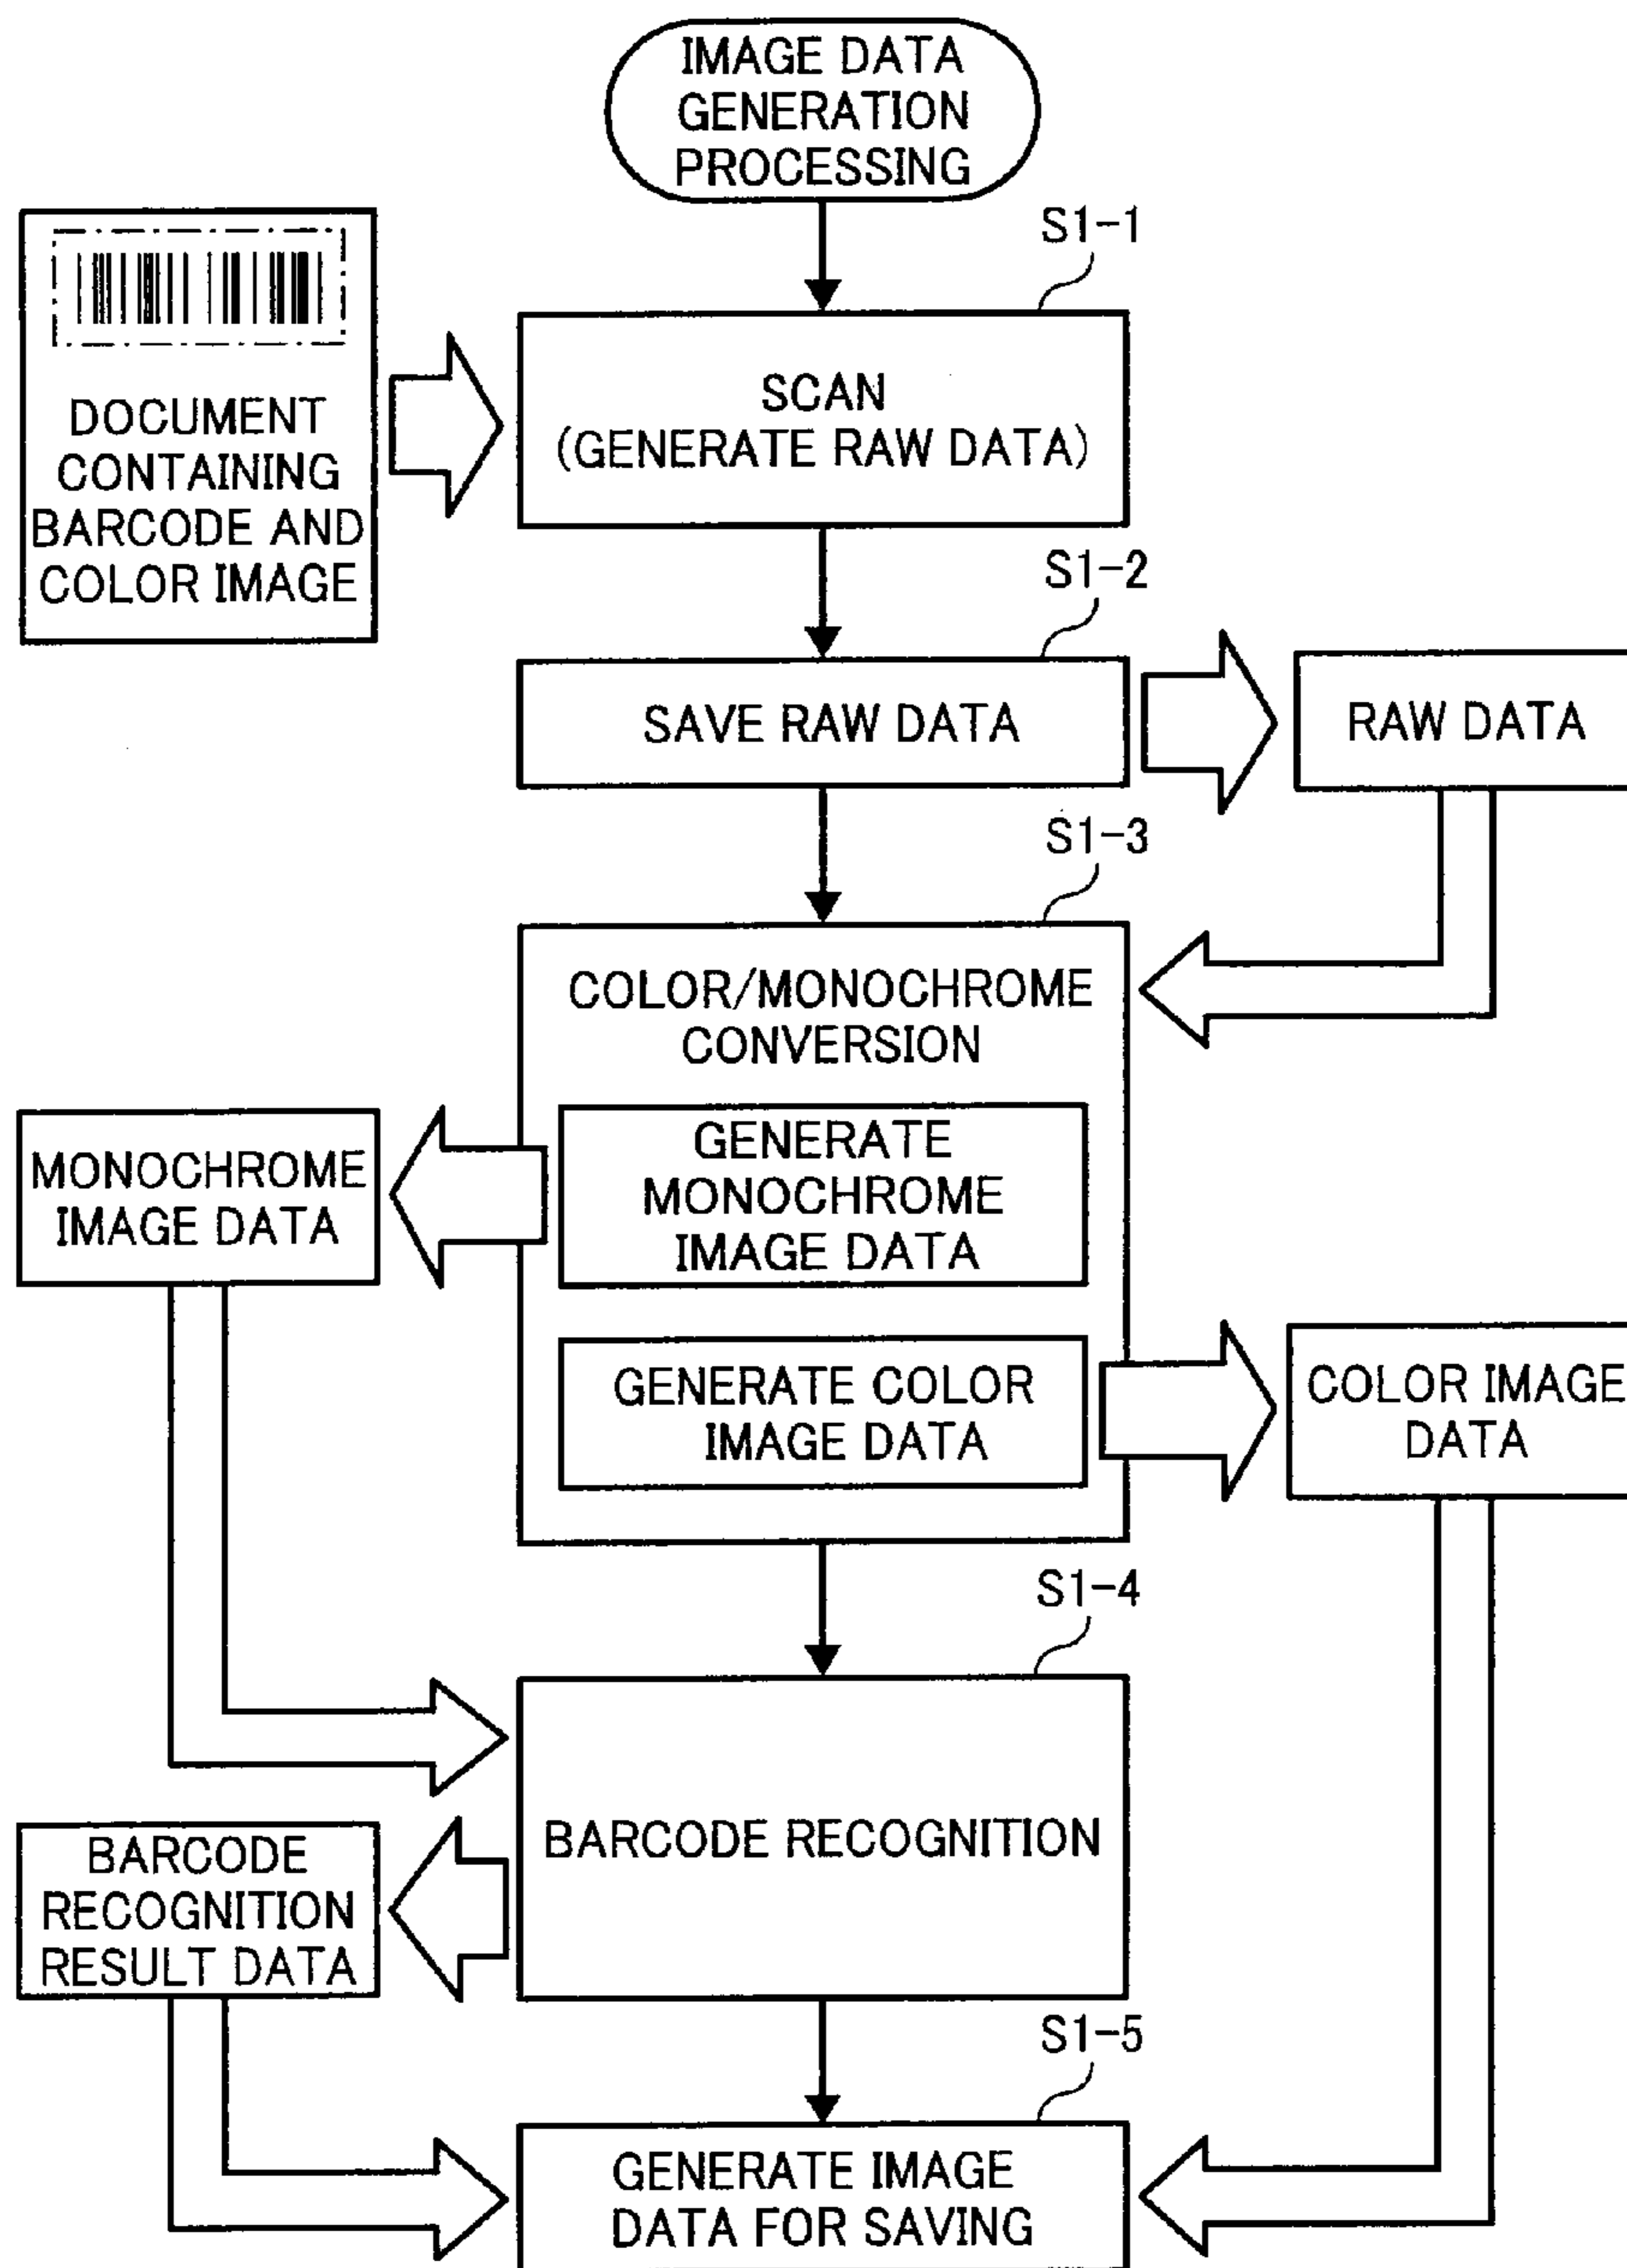 IMAGE DATA
GENERATION
PROCESSING
S1-1
DOCUMENT
CONTAINING
BARCODE AND
COLOR IMAGE
SCAN
(GENERATE RAW DATA)
S1-2
SAVE RAW DATA
RAW DATA
S1-3
COLOR/MONOCHROME
CONVERSION
GENERATE
MONOCHROME
IMAGE DATA
MONOCHROME
IMAGE DATA
GENERATE COLOR
IMAGE DATA
COLOR IMAGE
DATA
S1-4
BARCODE RECOGNITION
BARCODE
RECOGNITION
RESULT DATA
S1-5
GENERATE IMAGE
DATA FOR SAVING